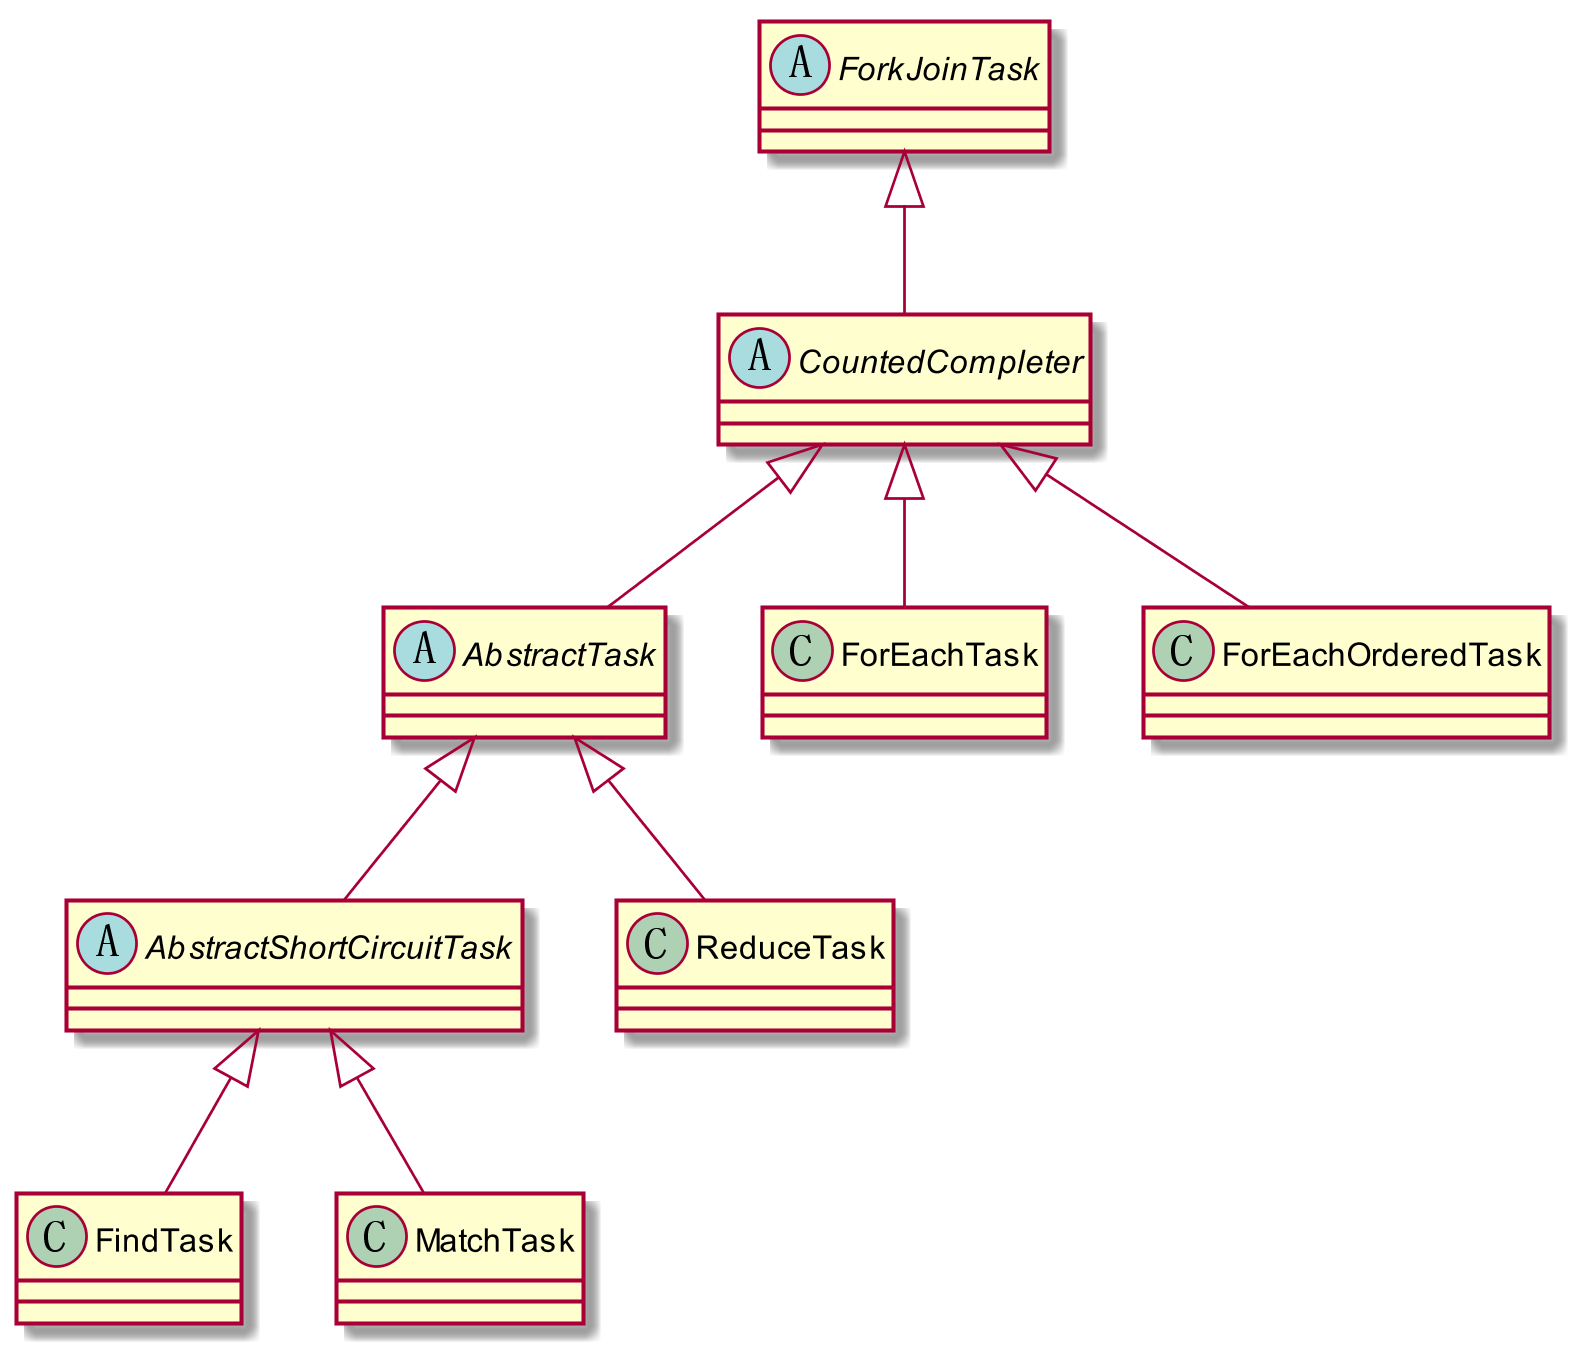 A ForkJoinTask
A CountedCompleter
A AbstractTask
C ForEachTask
C ForEachOrderedTask
A AbstractShortCircuitTask
C ReduceTask
C FindTask
C MatchTask